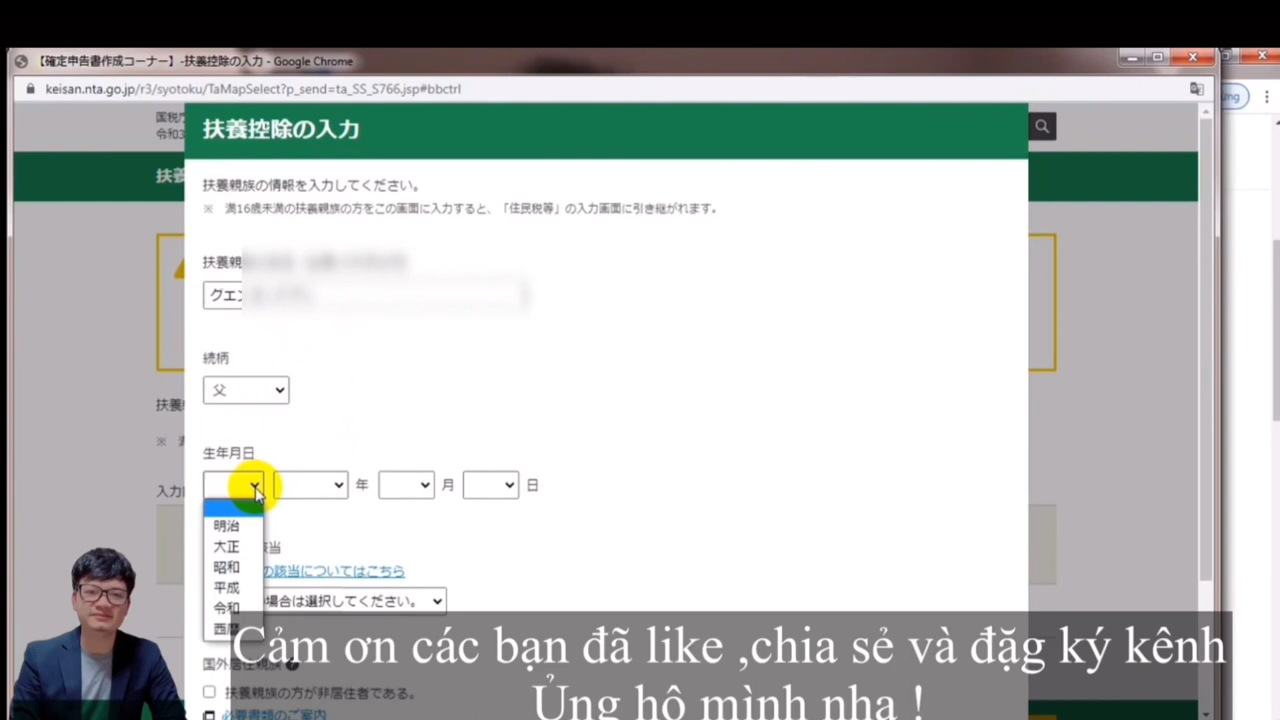 【確定申告書作成コーナー】-扶養控除の入力 - Google Chrome
keisan.nta.go.jp/r3/syotoku/TaMapSelect?p_send=ta_SS_S766.jsp#bbctrl
国税
令和3
扶養控除の入力
扶養親族の情報を入力してください。
※ 満16歳未満の扶養親族の方をこの画面に入力すると、「住民税等」の入力画面に引き継がれます。
扶養親
グエン
続柄
父
生年月日
年 月 日
明治
大正
昭和
平成
令和
西暦
該当
の該当についてはこちら
場合は選択してください。
入力
Cảm ơn các bạn đã like ,chia sẻ và đặg ký kênh
Ủng hộ mình nha !
国外居住親族
扶養親族の方が非居住者である。
必要書類のご案内